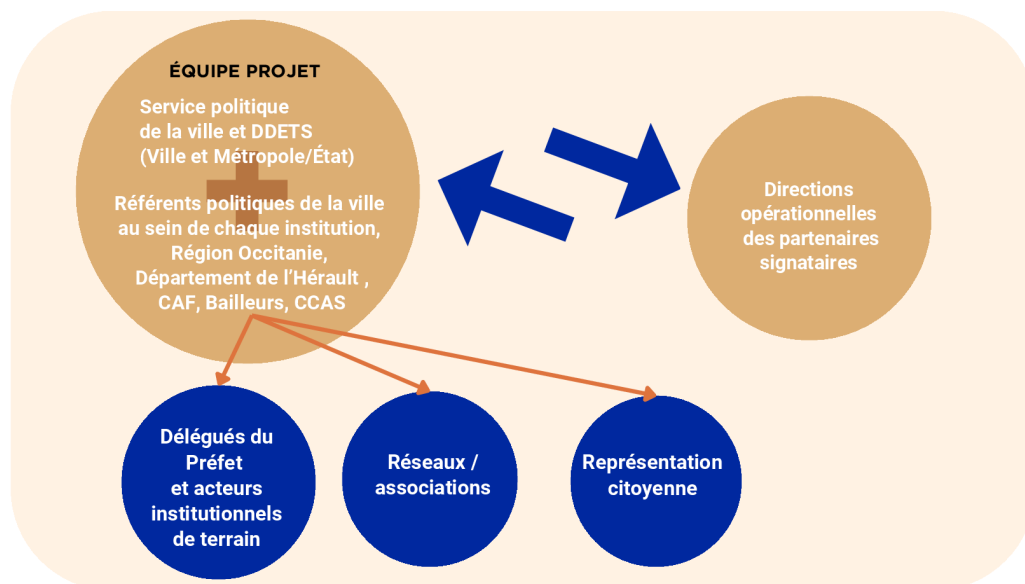 ÉQUIPE PROJET
Service politique
de la ville et DDETS
(Ville et Métropole/État)
Référents politiques de la ville
au sein de chaque institution,
Région Occitanie,
Département de l'Hérault ,
CAF, Bailleurs, CCAS
Directions
opérationnelles
des partenaires
signataires
Délégués du
Préfet
et acteurs
institutionnels
de terrain
Réseaux /
associations
Représentation
citoyenne